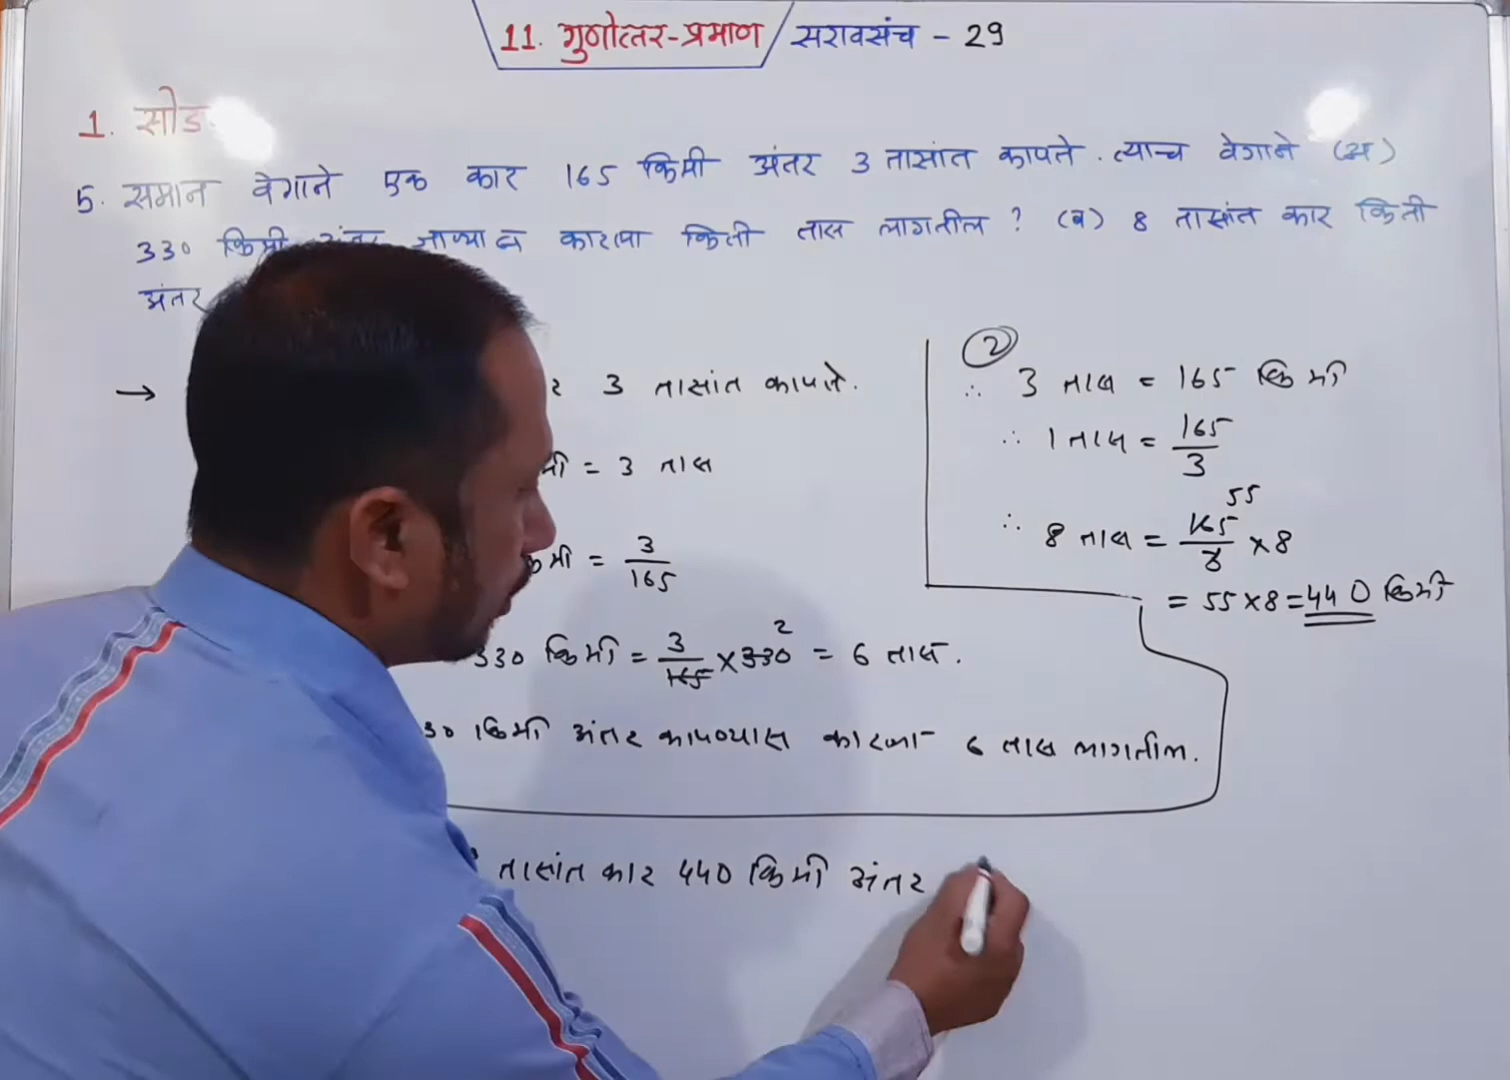 11. गुणोत्तर-प्रमाण / सरावसंच - 29
1. सोड
5. समान वेगाने एक कार 165 किमी अंतर 3 तासांत कापते. त्याच वेगाने (अ)
330 किमी अंतर जाण्यास कारला किती तास लागतील ? (ब) 8 तासांत कार किती
अंतर
→ र 3 तासांत कापते.
मी = 3 तास
किमी = 3/165
330 किमी = 3/165 × 330 2 = 6 तास.
30 किमी अंतर कापण्यास कारला 6 तास लागतील.
2
∴ 3 तास = 165 किमी
∴ 1 तास = 165/3
∴ 8 तास = 165/3 × 8 55
= 55 × 8 = 440 किमी
तासांत कार 440 किमी अंतर